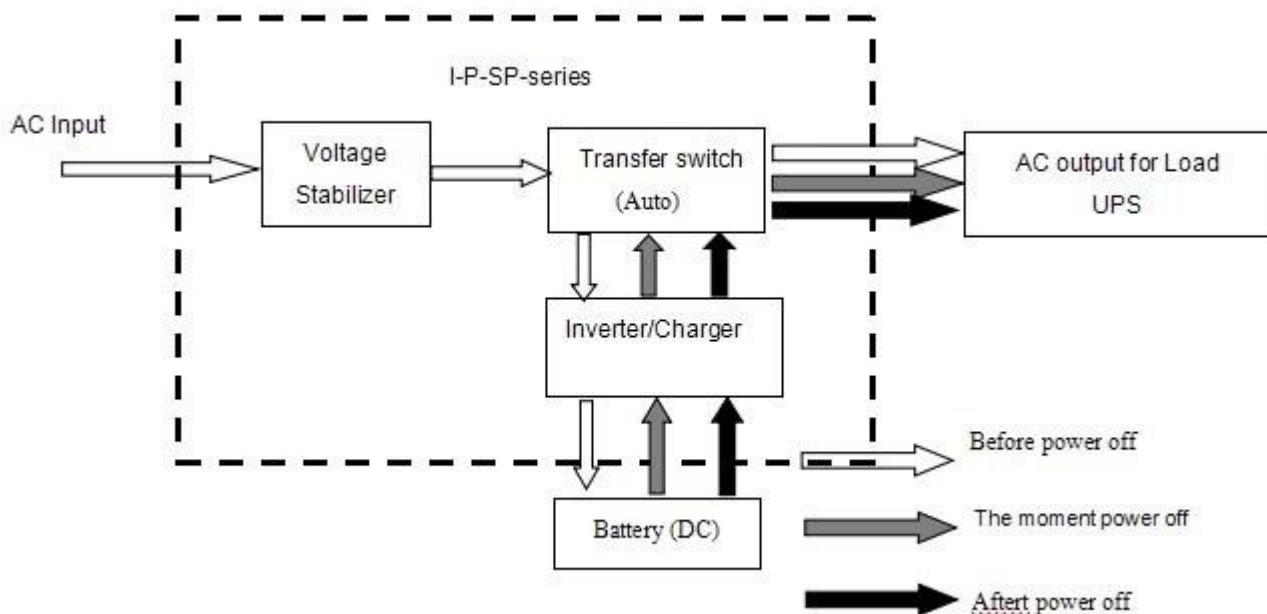 I-P-SP-series
AC Input
Voltage
Stabilizer
Transfer switch
(Auto)
AC output for Load
UPS
Inverter/Charger
Battery (DC)
Before power off
The moment power off
Aftert power off